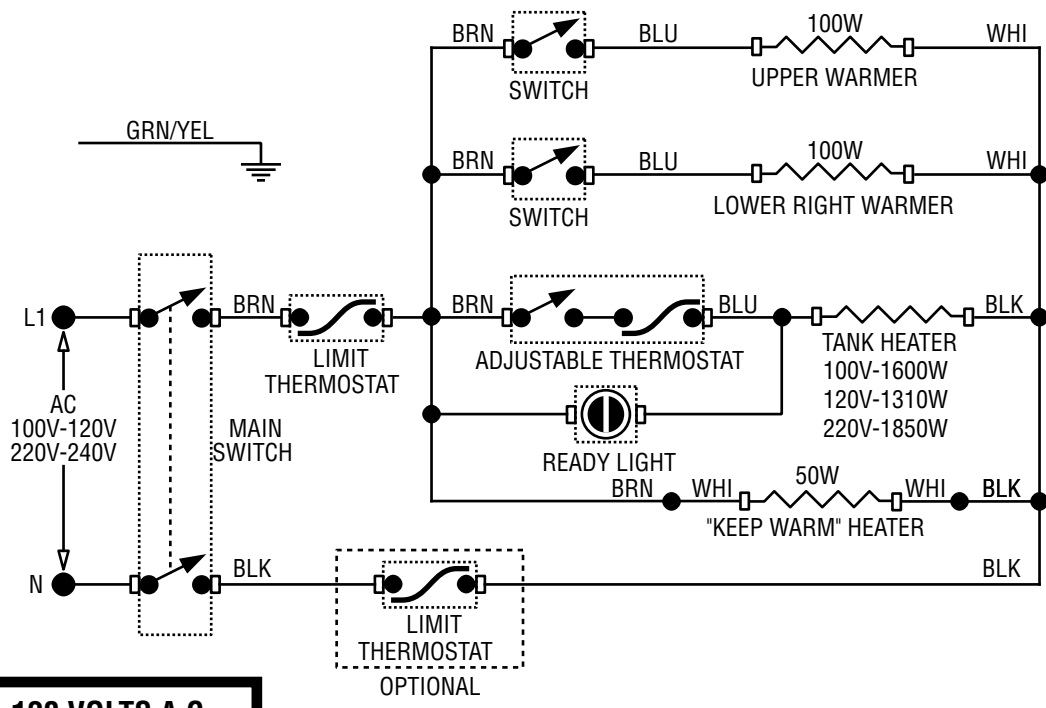 BRN
BLU
100W
WHI
SWITCH
UPPER WARMER
GRN/YEL
BRN
BLU
100W
WHI
SWITCH
LOWER RIGHT WARMER
L1
BRN
LIMIT
THERMOSTAT
BRN
BLU
ADJUSTABLE THERMOSTAT
BLK
TANK HEATER
100V-1600W
120V-1310W
220V-1850W
AC
100V-120V
220V-240V
MAIN
SWITCH
READY LIGHT
BRN
WHI
50W
WHI
BLK
"KEEP WARM" HEATER
N
BLK
BLK
LIMIT
THERMOSTAT
OPTIONAL
VOLTS A.C.